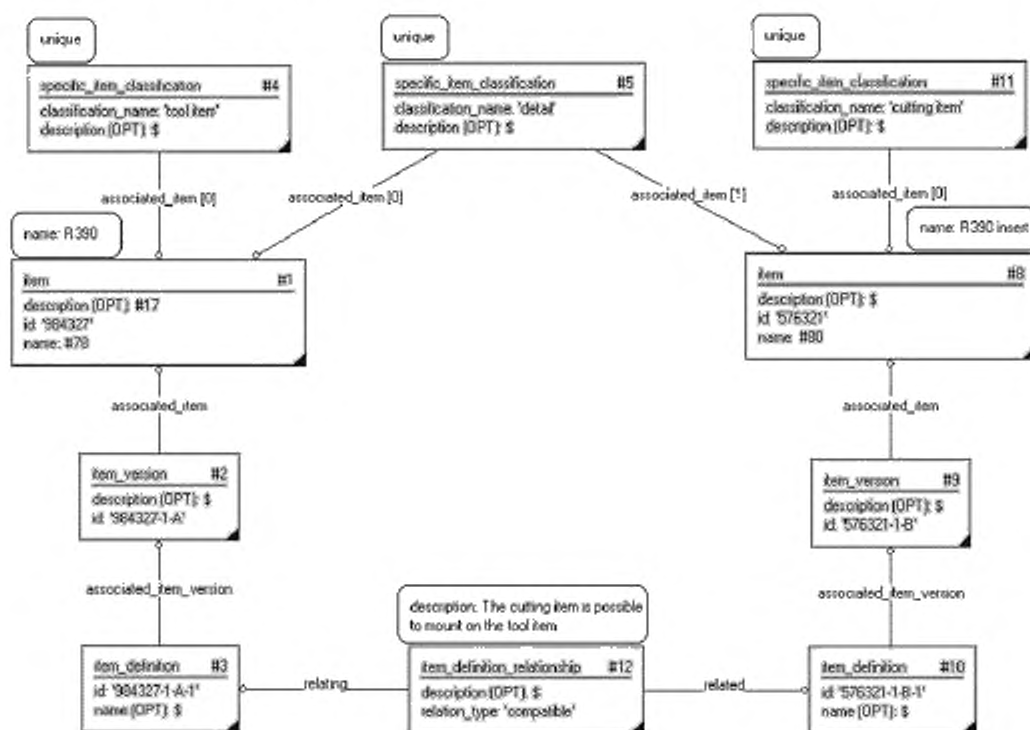 unique
unique
unique
specific_item_classification #4
classification_name: 'tool item'
description (OPT): $
specific_item_classification #5
classification_name: 'detail'
description (OPT): $
specific_item_classification #11
classification_name: 'cutting item'
description (OPT): $
associated_item [0]
associated_item [0]
associated_item [1]
associated_item [0]
name: R390
name: R390 insert
item #1
description (OPT): #17
id: '984327'
name: #78
item #8
description (OPT): $
id: '576321'
name: #80
associated_item
associated_item
item_version #2
description (OPT): $
id: '984327-1-A'
item_version #9
description (OPT): $
id: '576321-1-B'
associated_item_version
associated_item_version
description: The cutting item is possible
to mount on the tool item
item_definition #3
id: '984327-1-A-1'
name (OPT): $
relating
item_definition_relationship #12
description (OPT): $
relation_type: 'compatible'
related
item_definition #10
id: '576321-1-B-1'
name (OPT): $